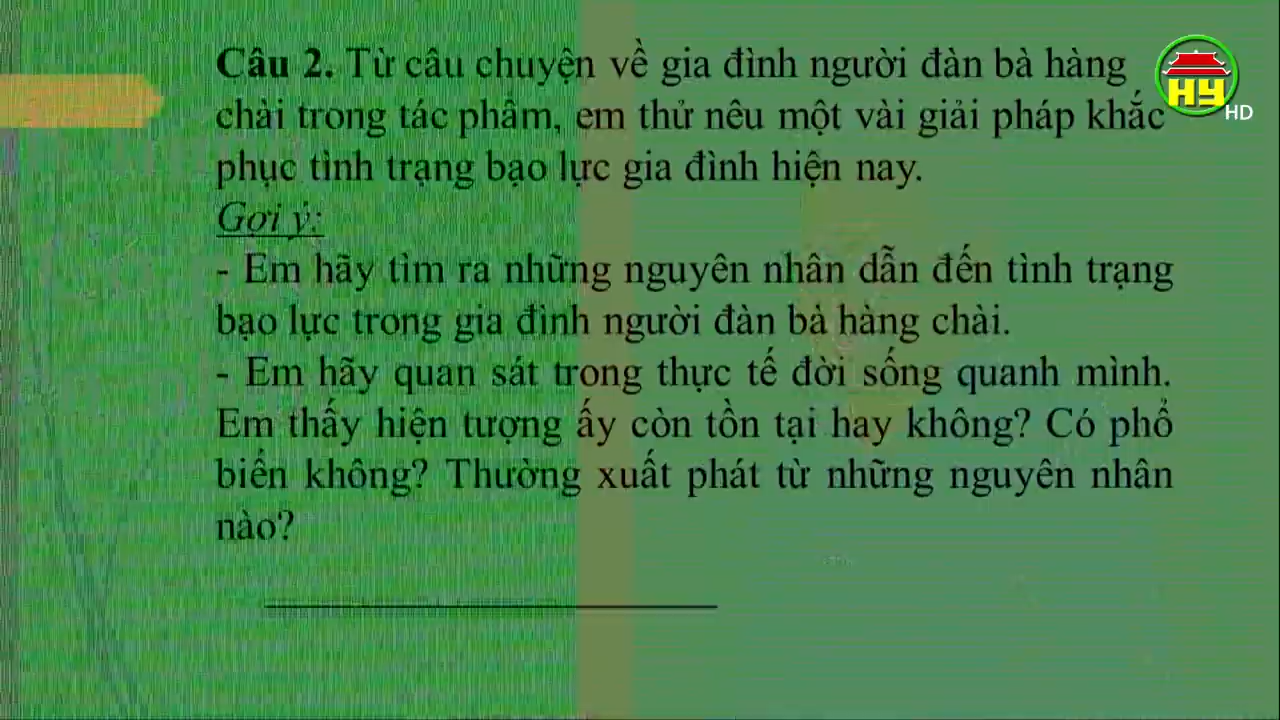 Câu 2. Từ câu chuyện về gia đình người đàn bà hàng
chài trong tác phẩm, em thử nêu một vài giải pháp khắc
phục tình trạng bạo lực gia đình hiện nay.
Gợi ý:
- Em hãy tìm ra những nguyên nhân dẫn đến tình trạng
bạo lực trong gia đình người đàn bà hàng chài.
- Em hãy quan sát trong thực tế đời sống quanh mình.
Em thấy hiện tượng ấy còn tồn tại hay không? Có phổ
biến không? Thường xuất phát từ những nguyên nhân
nào?
HY
HD